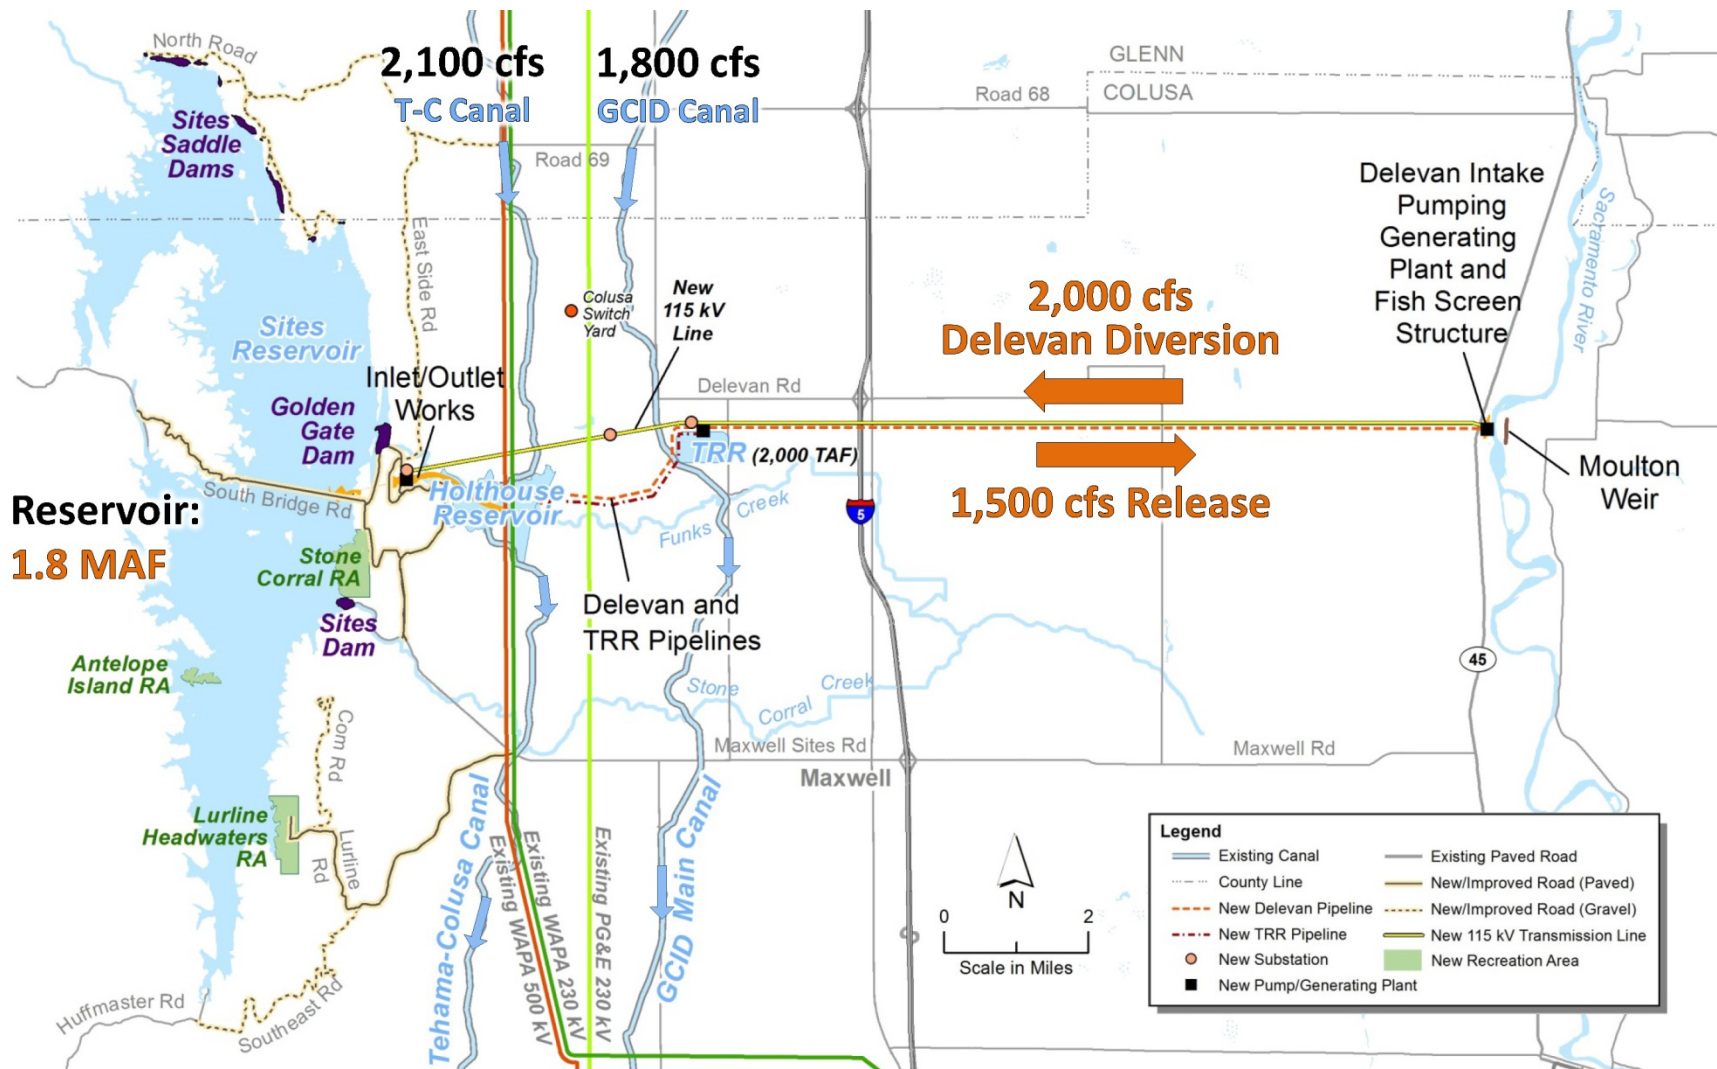 North Road
2,100 cfs
T-C Canal
1,800 cfs
GCID Canal
GLENN
COLUSA
Road 68
Sites
Saddle
Dams
Road 69
East Side Rd
Delevan Intake
Pumping
Generating
Plant and
Fish Screen
Structure
Sacramento River
Colusa
Switch
Yard
New
115 kV
Line
2,000 cfs
Delevan Diversion
Sites
Reservoir
Inlet/Outlet
Works
Delevan Rd
Golden
Gate
Dam
TRR (2,000 TAF)
1,500 cfs Release
Moulton
Weir
South Bridge Rd
Holthouse
Reservoir
Funks Creek
5
Reservoir:
1.8 MAF
Stone
Corral RA
Sites
Dam
Delevan and
TRR Pipelines
Antelope
Island RA
Stone Corral Creek
45
Com Rd
Maxwell Sites Rd
Maxwell Rd
Maxwell
Lurline
Headwaters
RA
Lurline
Rd
Tehama-Colusa Canal
Existing WAPA 500 kV
Existing WAPA 230 kV
Existing PG&E 230 kV
GCID Main Canal
Huffmaster Rd
Southeast Rd
N
0 2
Scale in Miles
Legend
Existing Canal
County Line
New Delevan Pipeline
New TRR Pipeline
New Substation
New Pump/Generating Plant
Existing Paved Road
New/Improved Road (Paved)
New/Improved Road (Gravel)
New 115 kV Transmission Line
New Recreation Area